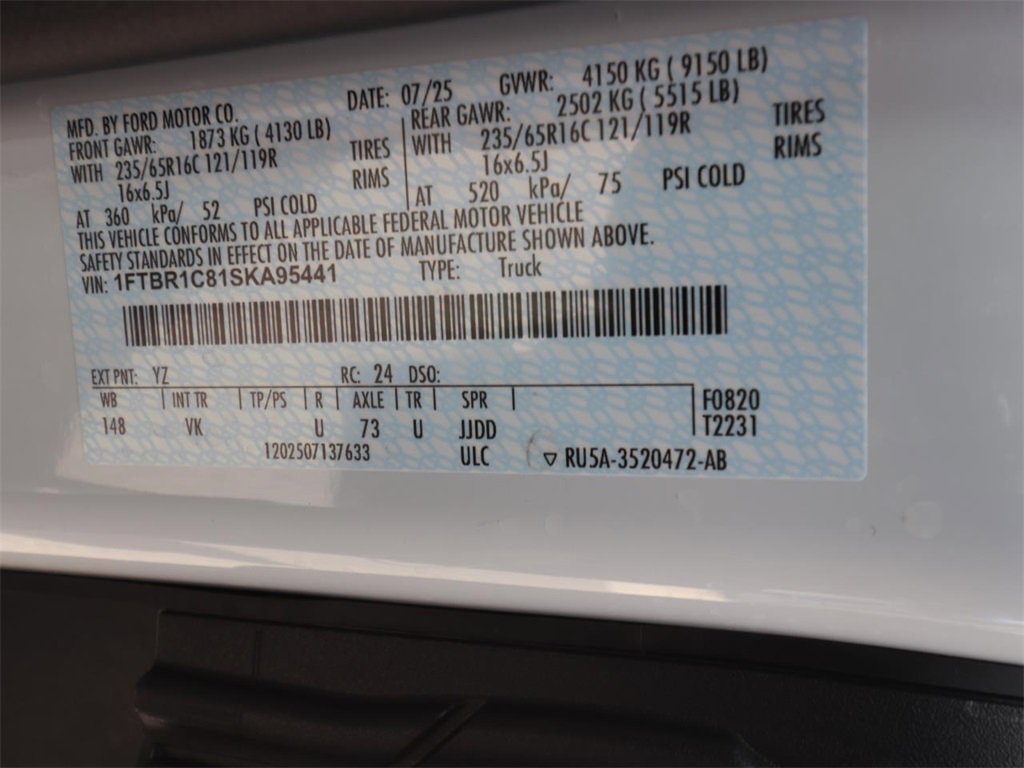 MFD. BY FORD MOTOR CO. DATE: 07/25 GVWR: 4150 KG ( 9150 LB)
FRONT GAWR: 1873 KG ( 4130 LB) REAR GAWR: 2502 KG ( 5515 LB)
WITH 235/65R16C 121/119R TIRES WITH 235/65R16C 121/119R TIRES
16x6.5J RIMS 16x6.5J RIMS
AT 360 kPa/ 52 PSI COLD AT 520 kPa/ 75 PSI COLD
THIS VEHICLE CONFORMS TO ALL APPLICABLE FEDERAL MOTOR VEHICLE
SAFETY STANDARDS IN EFFECT ON THE DATE OF MANUFACTURE SHOWN ABOVE.
VIN: 1FTBR1C81SKA95441 TYPE: Truck
EXT PNT: YZ RC: 24 DSO:
WB INT TR TP/PS R AXLE TR SPR F0820
148 VK U 73 U JJDD T2231
1202507137633 ULC ▽ RU5A-3520472-AB